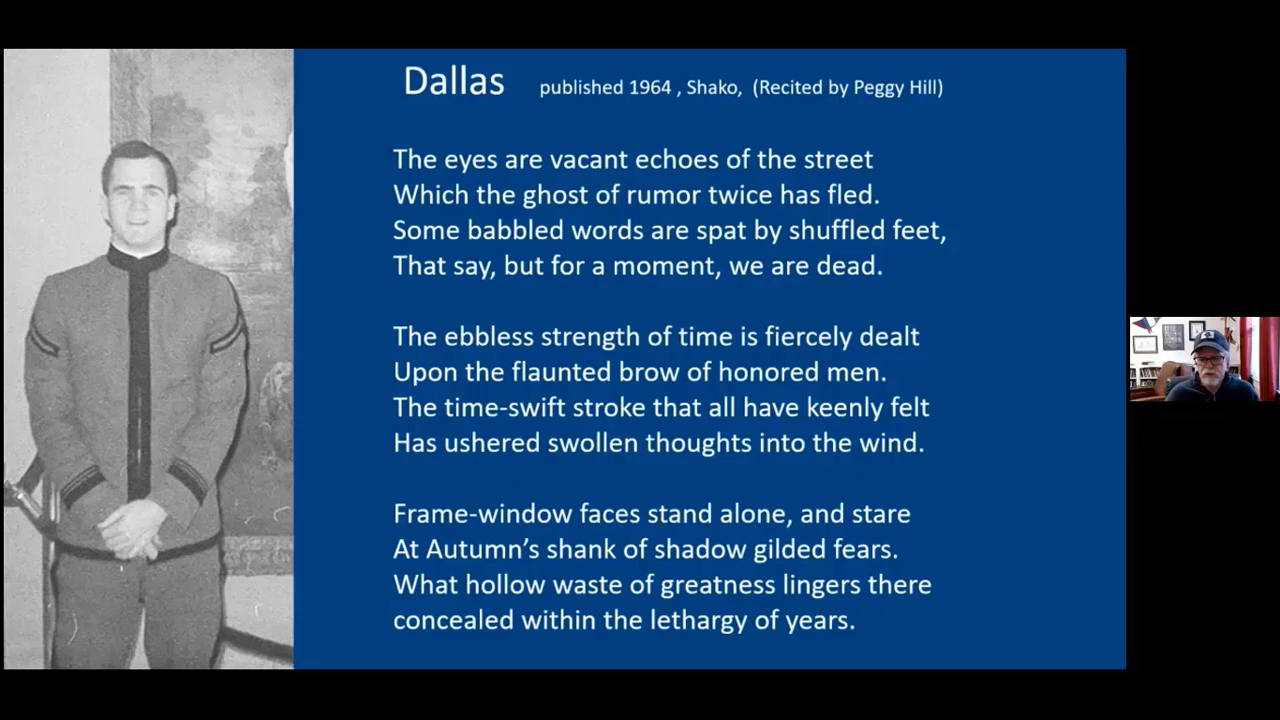 Dallas published 1964 , Shako, (Recited by Peggy Hill)
The eyes are vacant echoes of the street
Which the ghost of rumor twice has fled.
Some babbled words are spat by shuffled feet,
That say, but for a moment, we are dead.
The ebbless strength of time is fiercely dealt
Upon the flaunted brow of honored men.
The time-swift stroke that all have keenly felt
Has ushered swollen thoughts into the wind.
Frame-window faces stand alone, and stare
At Autumn’s shank of shadow gilded fears.
What hollow waste of greatness lingers there
concealed within the lethargy of years.